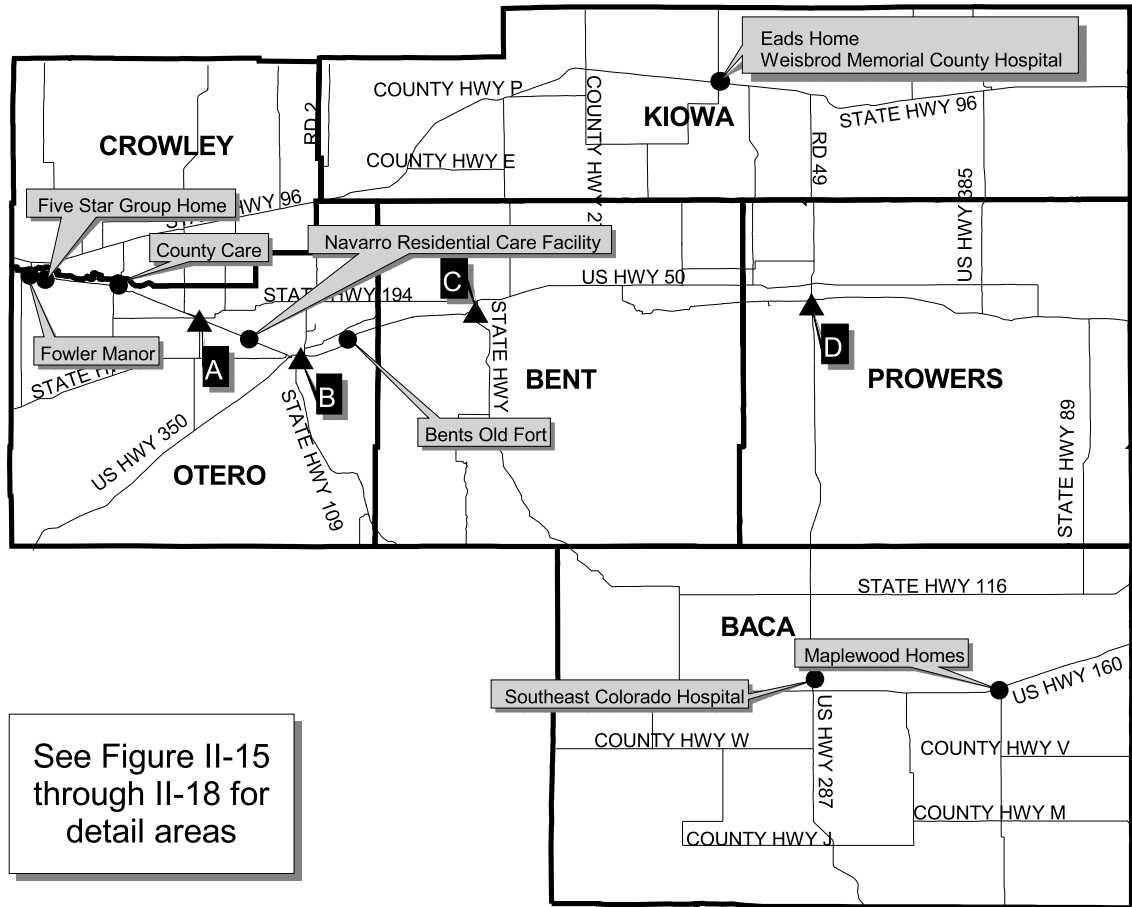 Eads Home
Weisbrod Memorial County Hospital
COUNTY HWY P
KIOWA
STATE HWY 96
RD 2
CROWLEY
COUNTY HWY E
COUNTY HWY 2
RD 49
US HWY 385
HWY 96
Five Star Group Home
County Care
Navarro Residential Care Facility
C
US HWY 50
STATE HWY 194
STATE HWY
Fowler Manor
A
B
D
STATE
BENT
PROWERS
US HWY 350
STATE HWY 109
Bents Old Fort
OTERO
STATE HWY 89
STATE HWY 116
BACA
Maplewood Homes
Southeast Colorado Hospital
US HWY 160
US HWY 287
COUNTY HWY W
COUNTY HWY V
COUNTY HWY M
COUNTY HWY J
See Figure II-15
through II-18 for
detail areas